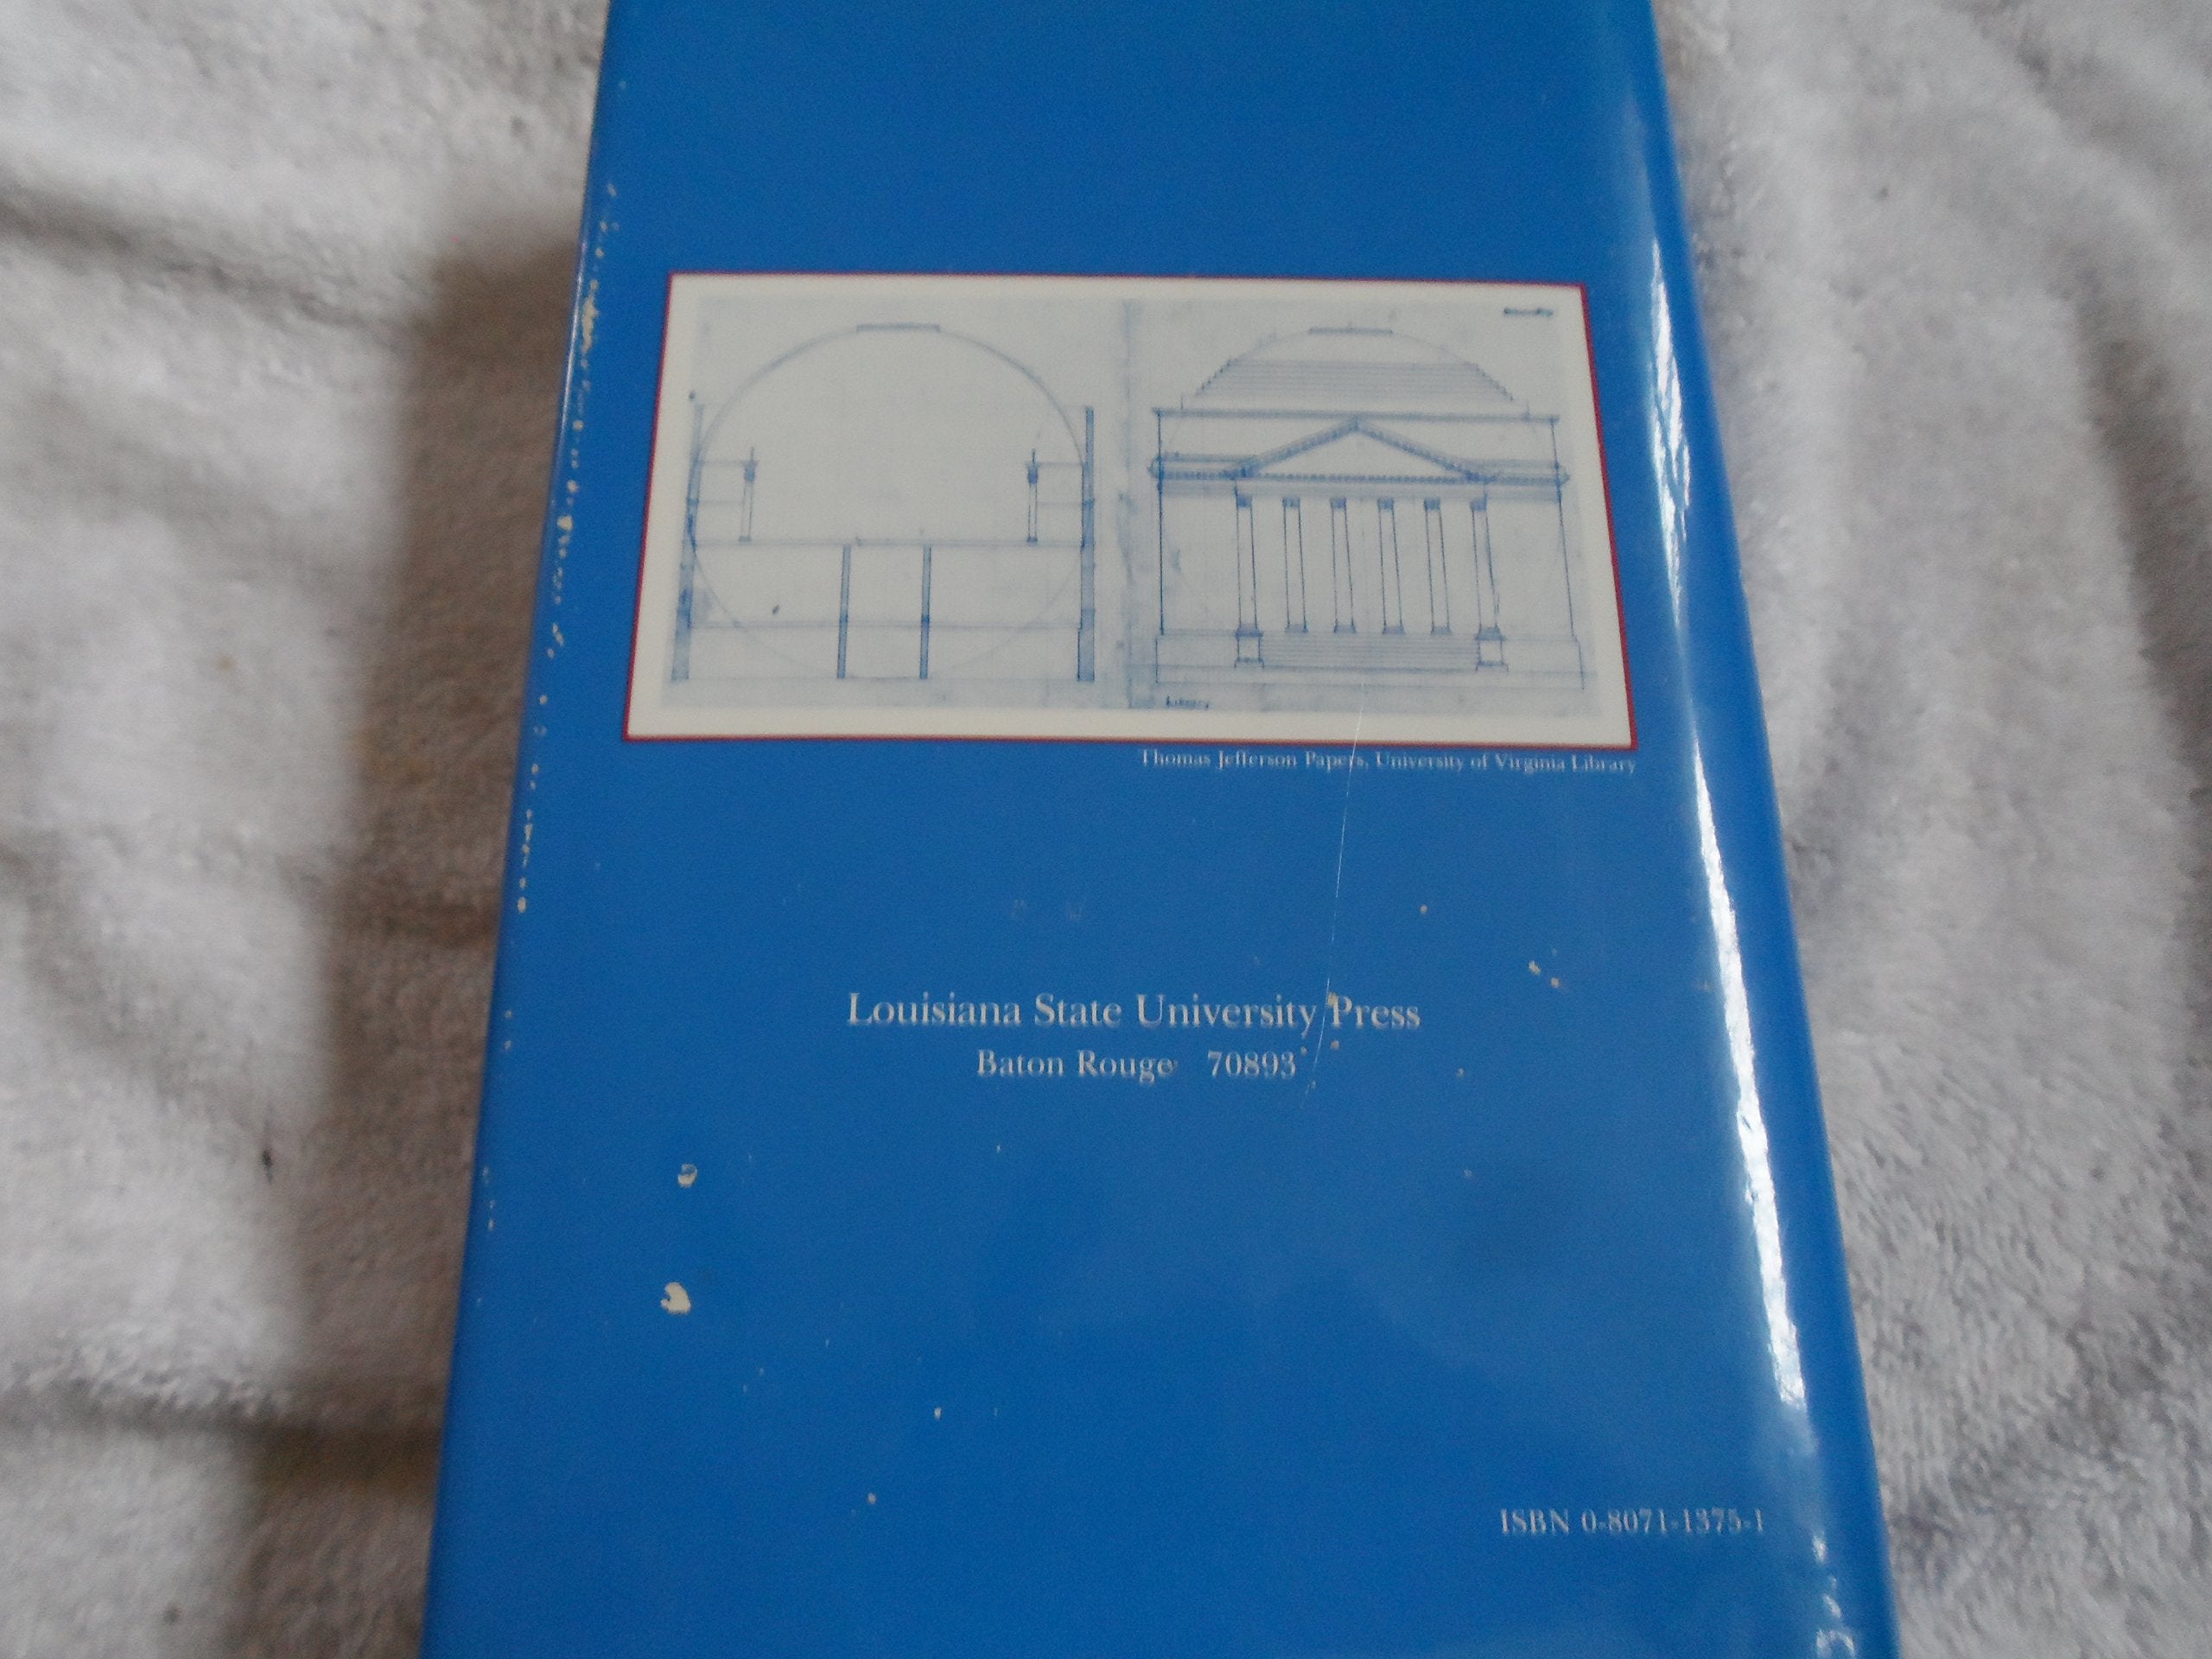 Library
Thomas Jefferson Papers, University of Virginia Library
Louisiana State University Press
Baton Rouge 70893
ISBN 0-8071-1375-1